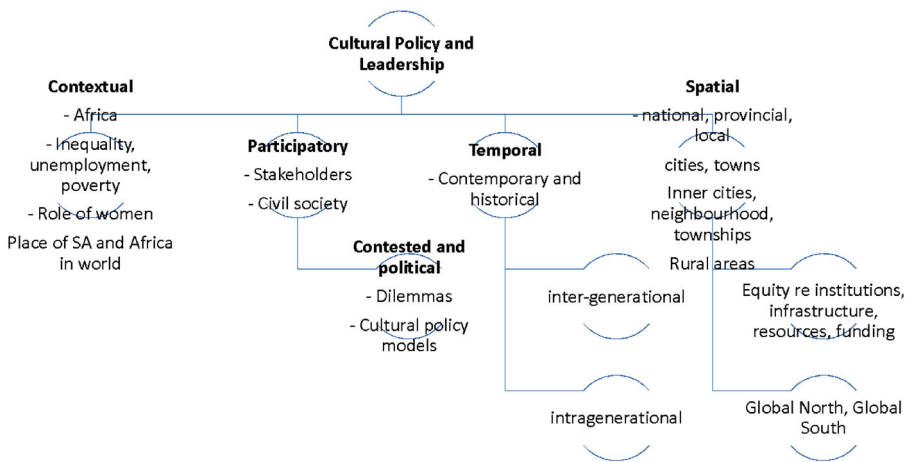 Cultural Policy and
Leadership
Contextual
- Africa
- Inequality,
unemployment,
poverty
- Role of women
Place of SA and Africa
in world
Participatory
- Stakeholders
- Civil society
Contested and
political
- Dilemmas
- Cultural policy
models
Temporal
- Contemporary and
historical
inter-generational
intragenerational
Spatial
- national, provincial,
local
cities, towns
Inner cities,
neighbourhood,
townships
Rural areas
Equity re institutions,
infrastructure,
resources, funding
Global North, Global
South